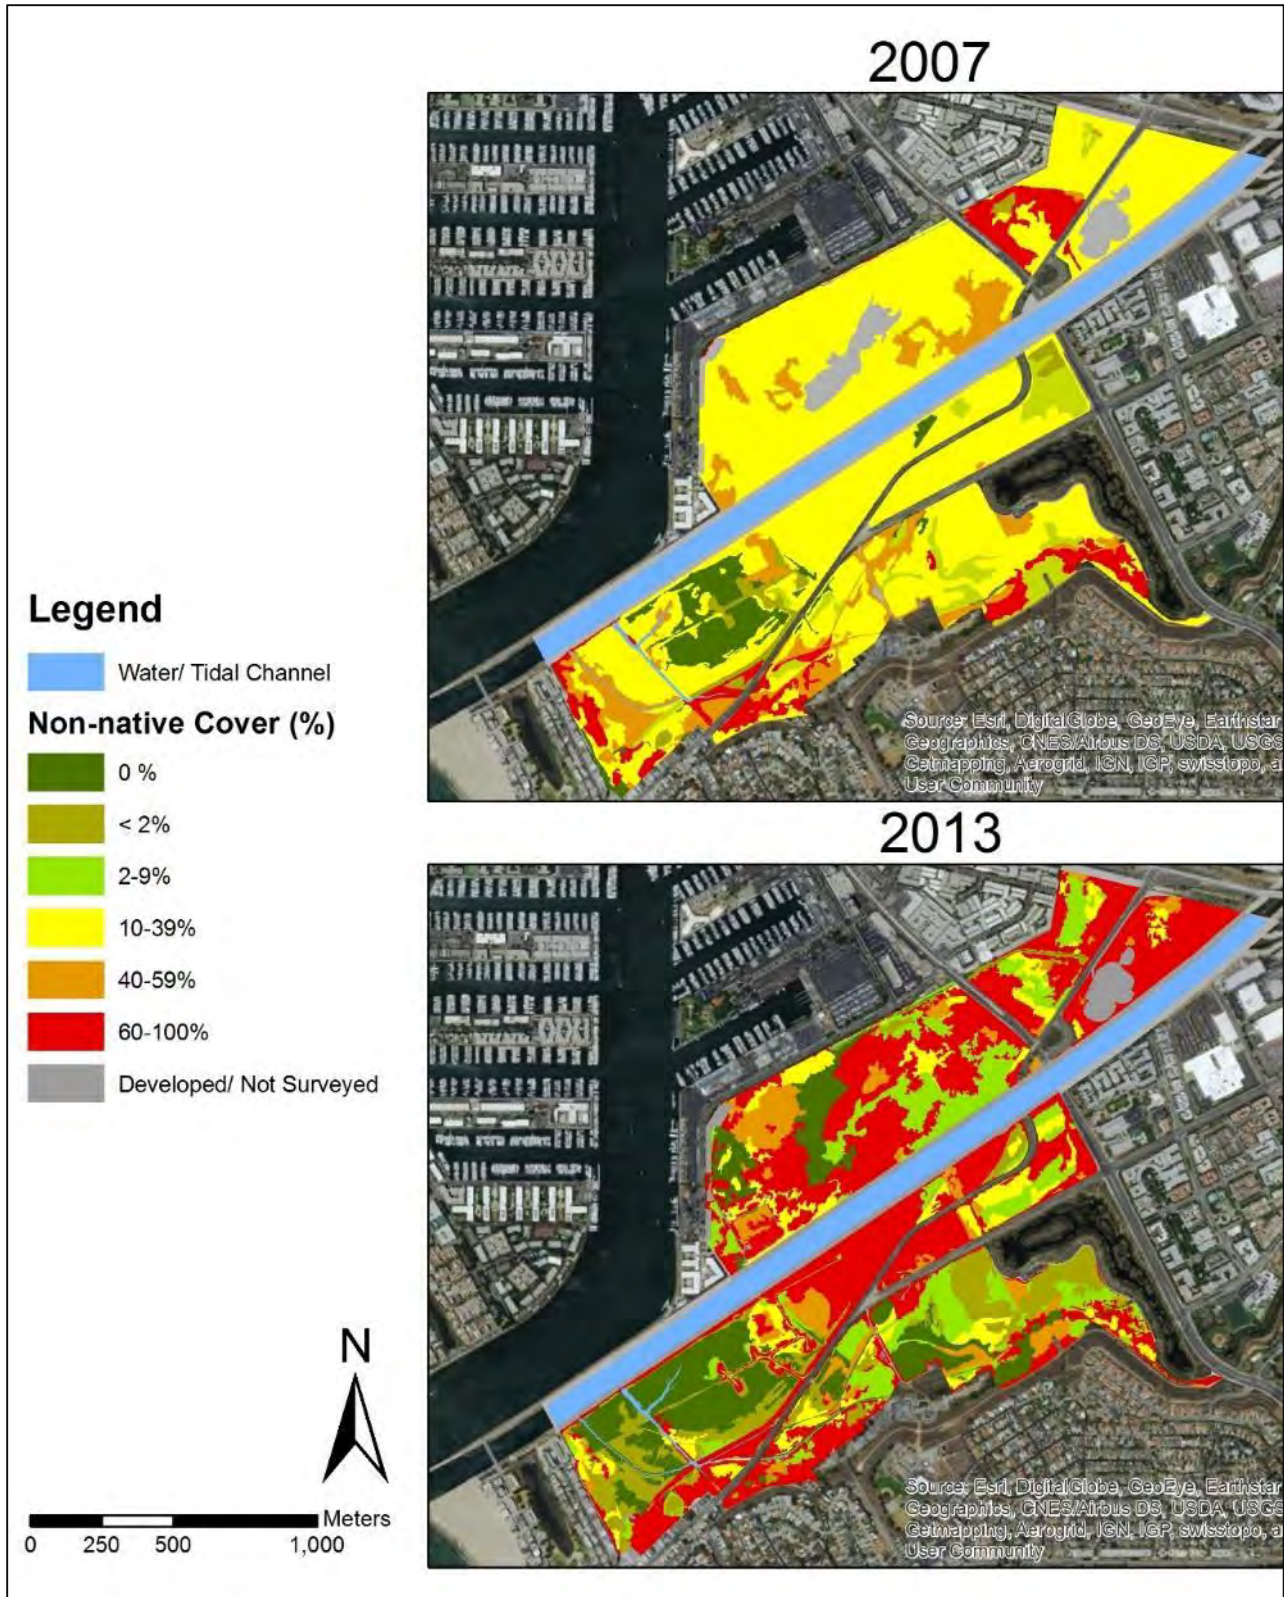 2007
Source: Esri, DigitalGlobe, GeoEye, Earthstar
Geographics, CNES/Airbus DS, USDA, USGS
Getmapping, Aerogrid, IGN, IGP, swisstopo, a
User Community
2013
Legend
Water/ Tidal Channel
Non-native Cover (%)
0 %
< 2%
2-9%
10-39%
40-59%
60-100%
Developed/ Not Surveyed
N
Meters
0 250 500 1,000
Source: Esri, DigitalGlobe, GeoEye, Earthstar
Geographics, CNES/Airbus DS, USDA, USGS
Getmapping, Aerogrid, IGN, IGP, swisstopo, a
User Community